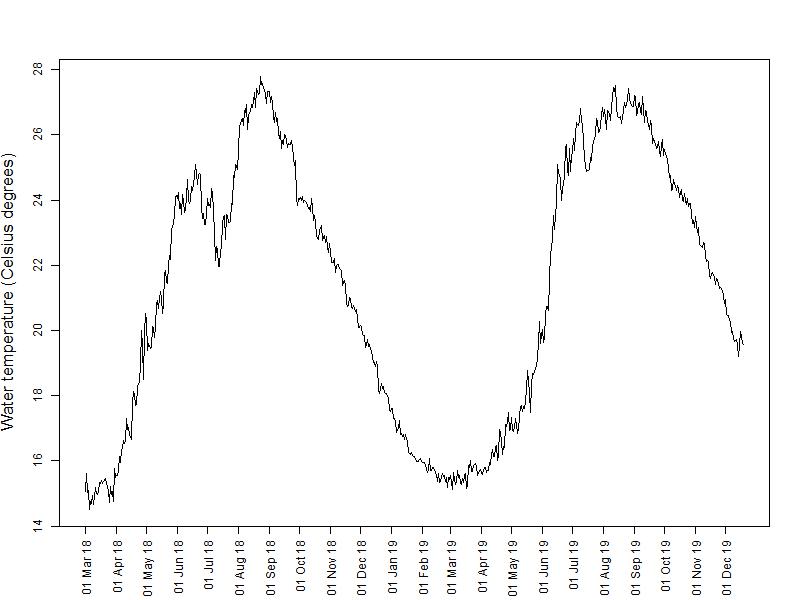 Water temperature (Celsius degrees)
28
26
24
22
20
18
16
14
01 Mar 18
01 Apr 18
01 May 18
01 Jun 18
01 Jul 18
01 Aug 18
01 Sep 18
01 Oct 18
01 Nov 18
01 Dec 18
01 Jan 19
01 Feb 19
01 Mar 19
01 Apr 19
01 May 19
01 Jun 19
01 Jul 19
01 Aug 19
01 Sep 19
01 Oct 19
01 Nov 19
01 Dec 19